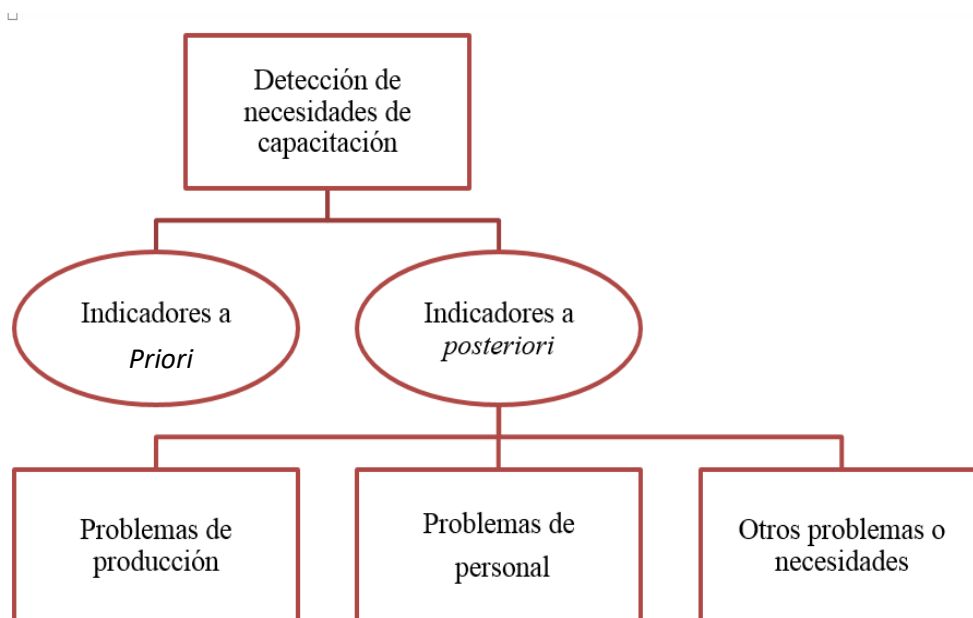 Detección de
necesidades de
capacitación
Indicadores a
Priori
Indicadores a
posteriori
Problemas de
producción
Problemas de
personal
Otros problemas o
necesidades